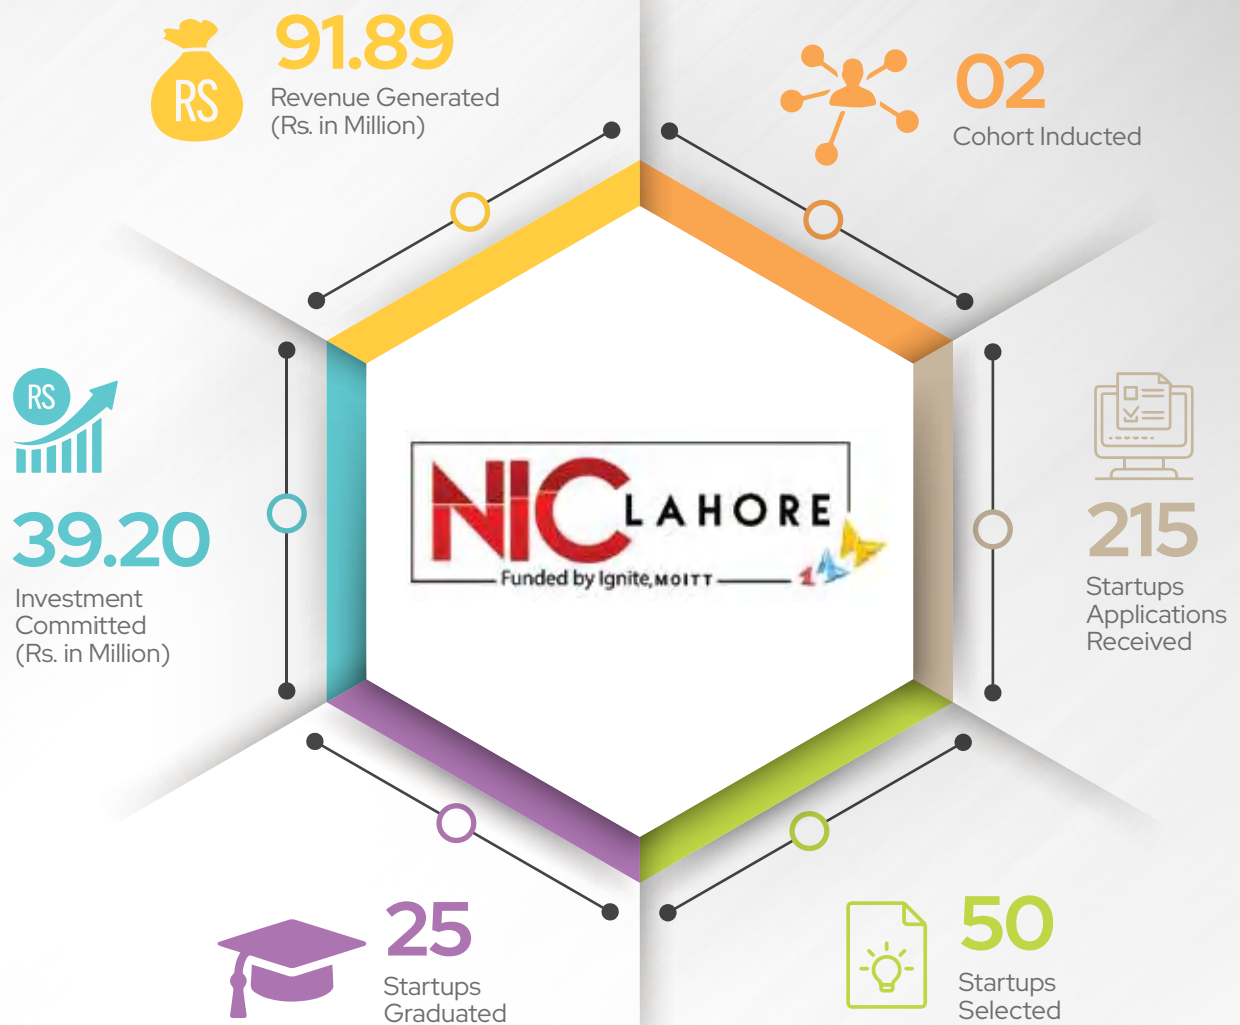 91.89
Revenue Generated
(Rs. in Million)
RS
02
Cohort Inducted
RS
39.20
Investment
Committed
(Rs. in Million)
NIC LAHORE
Funded by Ignite, MOITT
215
Startups
Applications
Received
25
Startups
Graduated
50
Startups
Selected